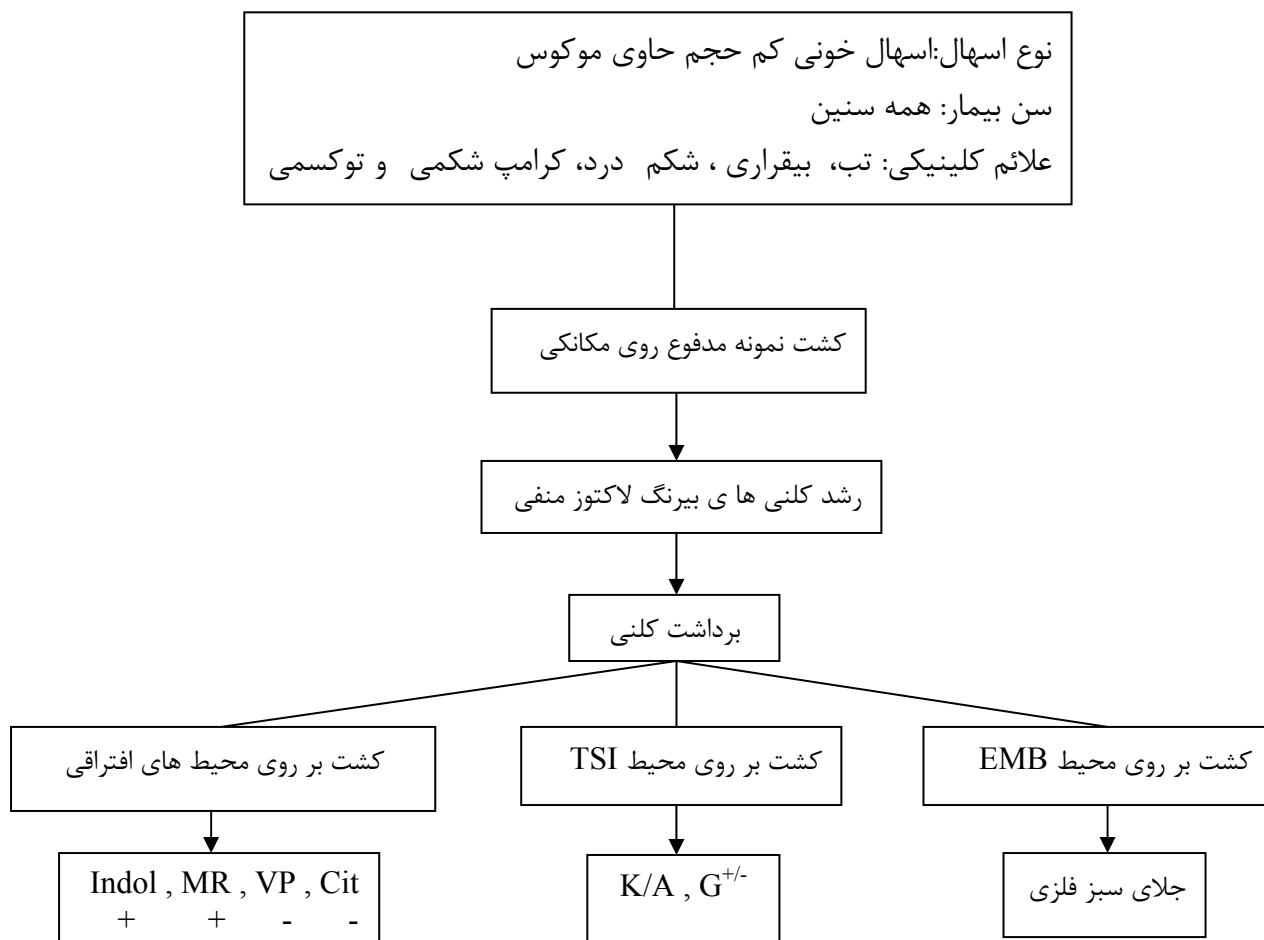 نوع اسهال:اسهال خونی کم حجم حاوی موکوس
سن بیمار: همه سنین
علائم کلینیکی: تب، بیقراری ، شکم درد، کرامپ شکمی و توکسمی
کشت نمونه مدفوع روی مکانکی
رشد کلنی ها ی بیرنگ لاکتوز منفی
برداشت کلنی
کشت بر روی محیط EMB
کشت بر روی محیط TSI
کشت بر روی محیط های افتراقی
جلای سبز فلزی
K/A , G+/-
Indol , MR , VP , Cit
+ + - -